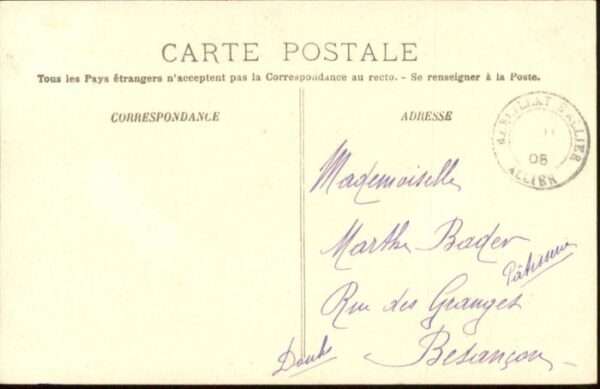 CARTE POSTALE
Tous les Pays étrangers n'acceptent pas la Correspondance au recto. - Se renseigner à la Poste.
CORRESPONDANCE
ADRESSE
08
ALLIER
Mademoiselle
Marthe Bader
Rue des Granges
Besançon
Doubs